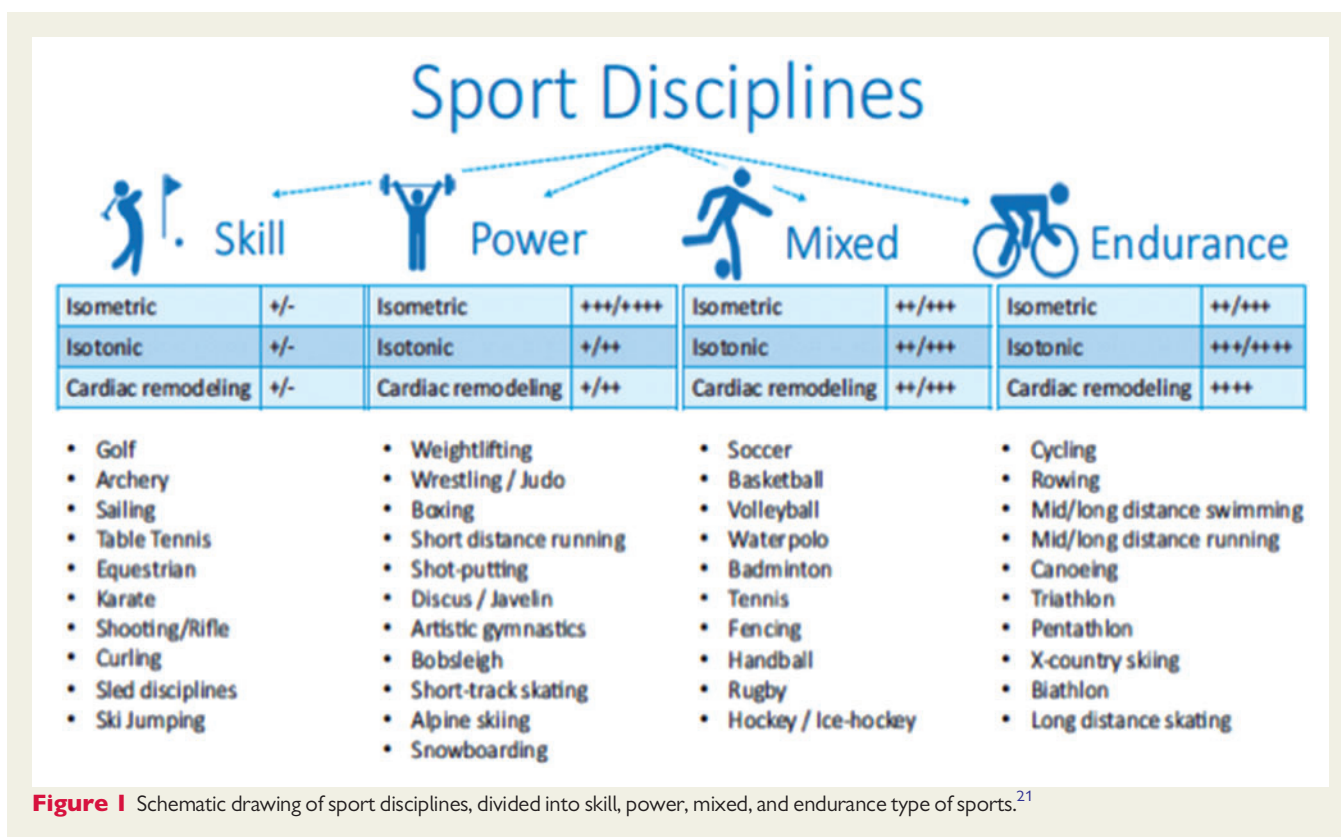 Sport Disciplines
Skill
Isometric +/-
Isotonic +/-
Cardiac remodeling +/-
• Golf
• Archery
• Sailing
• Table Tennis
• Equestrian
• Karate
• Shooting/Rifle
• Curling
• Sled disciplines
• Ski Jumping
Power
Isometric +++/++++
Isotonic +/++
Cardiac remodeling +/++
• Weightlifting
• Wrestling / Judo
• Boxing
• Short distance running
• Shot-putting
• Discus / Javelin
• Artistic gymnastics
• Bobsleigh
• Short-track skating
• Alpine skiing
• Snowboarding
Mixed
Isometric ++/+++
Isotonic ++/+++
Cardiac remodeling ++/+++
• Soccer
• Basketball
• Volleyball
• Waterpolo
• Badminton
• Tennis
• Fencing
• Handball
• Rugby
• Hockey / Ice-hockey
Endurance
Isometric ++/+++
Isotonic +++/++++
Cardiac remodeling ++++
• Cycling
• Rowing
• Mid/long distance swimming
• Mid/long distance running
• Canoeing
• Triathlon
• Pentathlon
• X-country skiing
• Biathlon
• Long distance skating
Figure 1 Schematic drawing of sport disciplines, divided into skill, power, mixed, and endurance type of sports.21